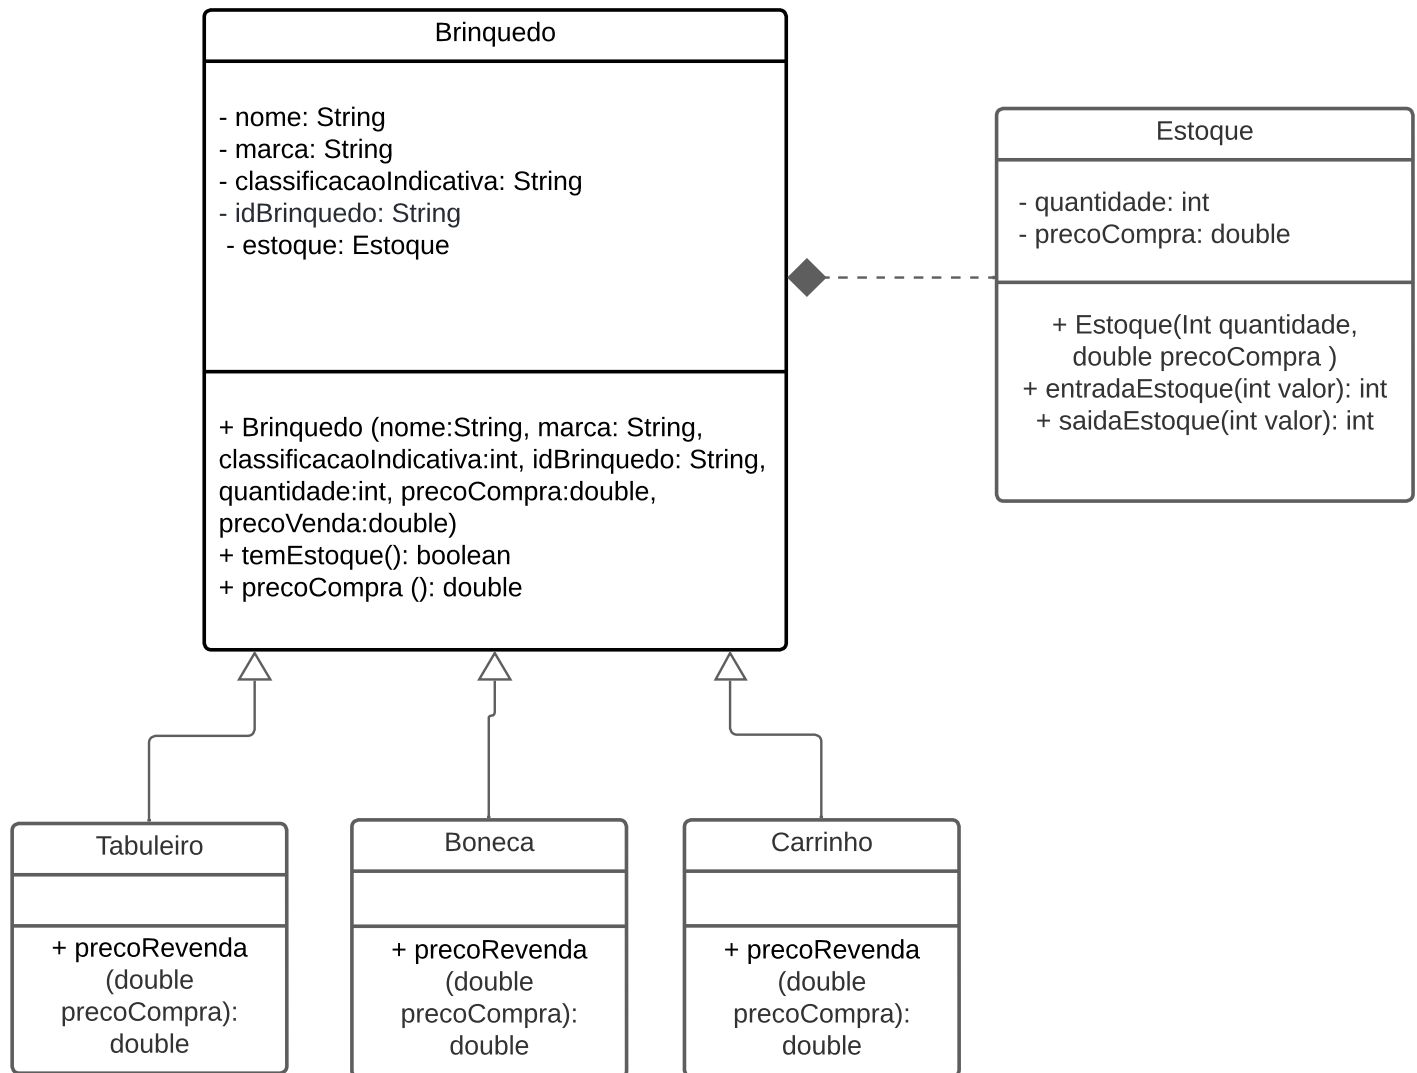 Brinquedo
- nome: String
- marca: String
- classificacaoIndicativa: String
- idBrinquedo: String
- estoque: Estoque
+ Brinquedo (nome:String, marca: String,
classificacaoIndicativa:int, idBrinquedo: String,
quantidade:int, precoCompra:double,
precoVenda:double)
+ temEstoque(): boolean
+ precoCompra (): double
Estoque
- quantidade: int
- precoCompra: double
+ Estoque(Int quantidade,
double precoCompra )
+ entradaEstoque(int valor): int
+ saidaEstoque(int valor): int
Tabuleiro
+ precoRevenda
(double
precoCompra):
double
Boneca
+ precoRevenda
(double
precoCompra):
double
Carrinho
+ precoRevenda
(double
precoCompra):
double